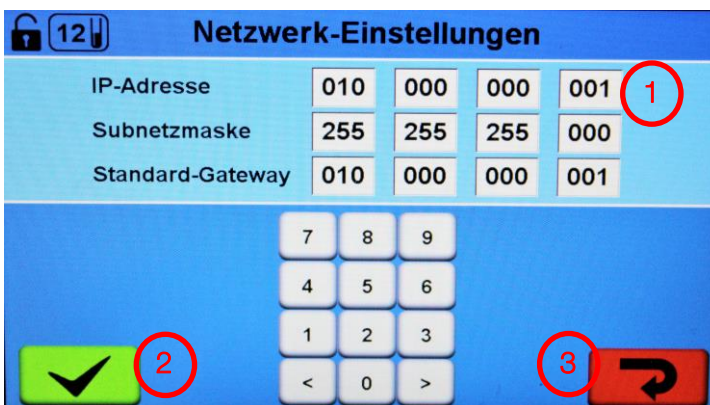 12 Netzwerk-Einstellungen
IP-Adresse 010 000 000 001 1
Subnetzmaske 255 255 255 000
Standard-Gateway 010 000 000 001
7 8 9
4 5 6
1 2 3
2 3
< 0 >